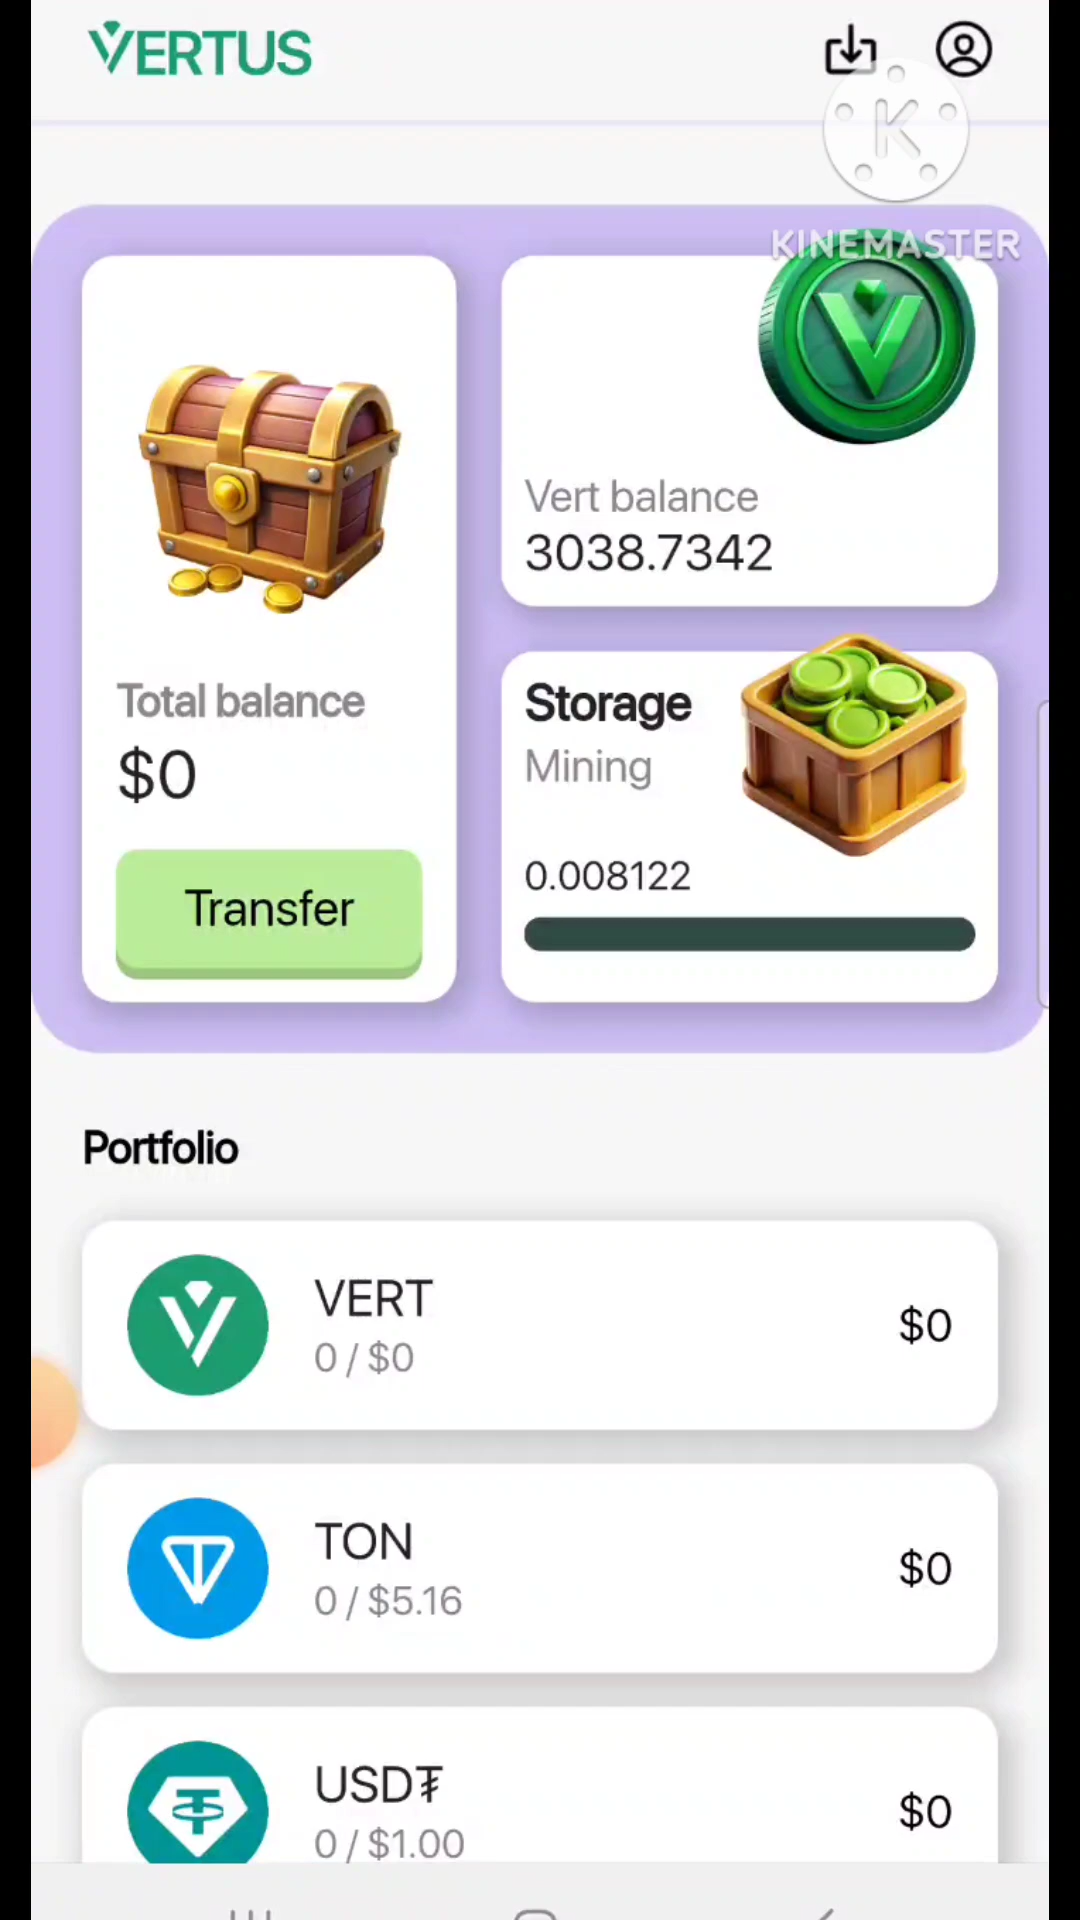 VERTUS
K
KINEMASTER
Vert balance
3038.7342
Total balance
$0
Transfer
Storage
Mining
0.008122
Portfolio
VERT
0 / $0
$0
TON
0 / $5.16
$0
USD₮
0 / $1.00
$0